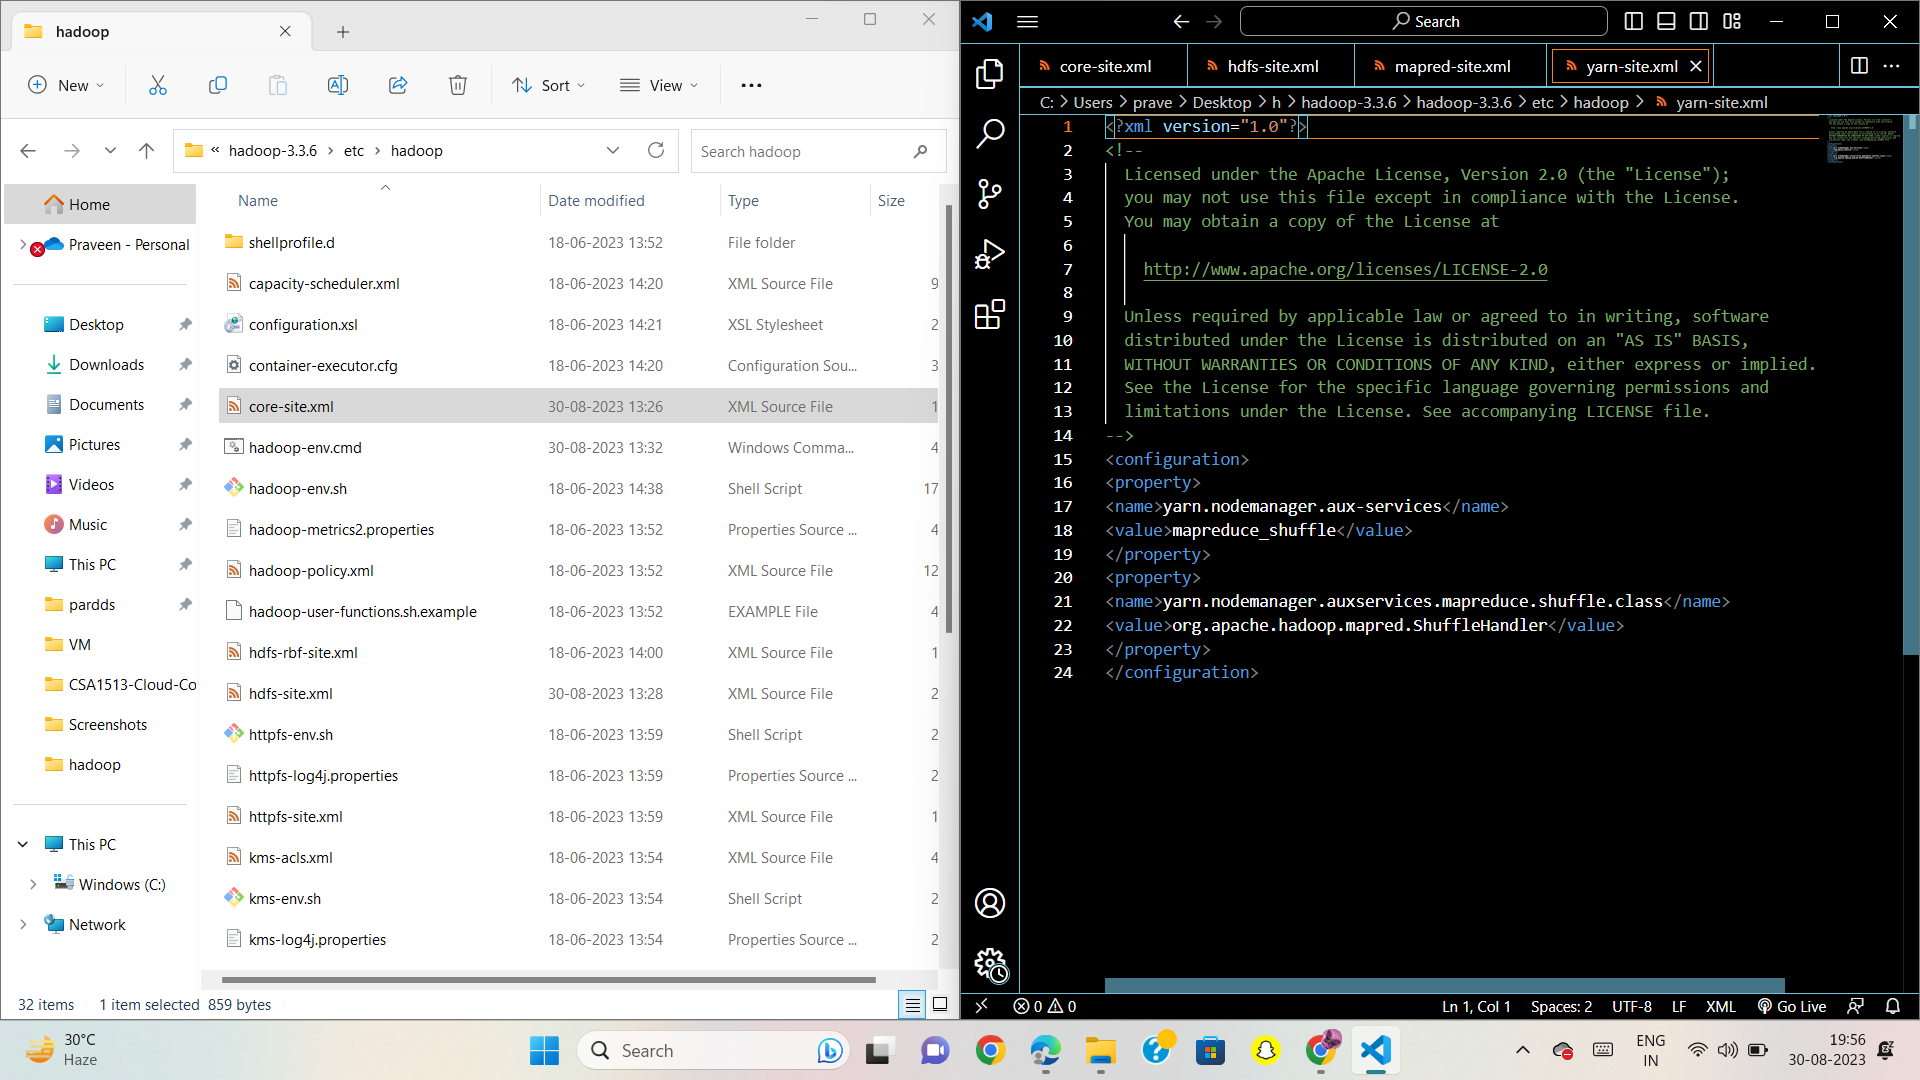 hadoop
New
Sort
View
hadoop-3.3.6 > etc > hadoop
Search hadoop
Home
Praveen - Personal
Desktop
Downloads
Documents
Pictures
Videos
Music
This PC
pardds
VM
CSA1513-Cloud-Co
Screenshots
hadoop
This PC
Windows (C:)
Network
Name Date modified Type Size
shellprofile.d 18-06-2023 13:52 File folder
capacity-scheduler.xml 18-06-2023 14:20 XML Source File 9
configuration.xsl 18-06-2023 14:21 XSL Stylesheet 2
container-executor.cfg 18-06-2023 14:20 Configuration Sou... 3
core-site.xml 30-08-2023 13:26 XML Source File 1
hadoop-env.cmd 30-08-2023 13:32 Windows Comma... 4
hadoop-env.sh 18-06-2023 14:38 Shell Script 17
hadoop-metrics2.properties 18-06-2023 13:52 Properties Source ... 4
hadoop-policy.xml 18-06-2023 13:52 XML Source File 12
hadoop-user-functions.sh.example 18-06-2023 13:52 EXAMPLE File 4
hdfs-rbf-site.xml 18-06-2023 14:00 XML Source File 1
hdfs-site.xml 30-08-2023 13:28 XML Source File 2
httpfs-env.sh 18-06-2023 13:59 Shell Script 2
httpfs-log4j.properties 18-06-2023 13:59 Properties Source ... 2
httpfs-site.xml 18-06-2023 13:59 XML Source File 1
kms-acls.xml 18-06-2023 13:54 XML Source File 4
kms-env.sh 18-06-2023 13:54 Shell Script 2
kms-log4j.properties 18-06-2023 13:54 Properties Source ... 2
32 items 1 item selected 859 bytes
Search
core-site.xml hdfs-site.xml mapred-site.xml yarn-site.xml
C: > Users > prave > Desktop > h > hadoop-3.3.6 > hadoop-3.3.6 > etc > hadoop > yarn-site.xml
1 <?xml version="1.0"?>
2 <!--
3 Licensed under the Apache License, Version 2.0 (the "License");
4 you may not use this file except in compliance with the License.
5 You may obtain a copy of the License at
6
7 http://www.apache.org/licenses/LICENSE-2.0
8
9 Unless required by applicable law or agreed to in writing, software
10 distributed under the License is distributed on an "AS IS" BASIS,
11 WITHOUT WARRANTIES OR CONDITIONS OF ANY KIND, either express or implied.
12 See the License for the specific language governing permissions and
13 limitations under the License. See accompanying LICENSE file.
14 -->
15 <configuration>
16 <property>
17 <name>yarn.nodemanager.aux-services</name>
18 <value>mapreduce_shuffle</value>
19 </property>
20 <property>
21 <name>yarn.nodemanager.auxservices.mapreduce.shuffle.class</name>
22 <value>org.apache.hadoop.mapred.ShuffleHandler</value>
23 </property>
24 </configuration>
0 0 Ln 1, Col 1 Spaces: 2 UTF-8 LF XML Go Live
30°C
Haze
Search
ENG
IN
19:56
30-08-2023